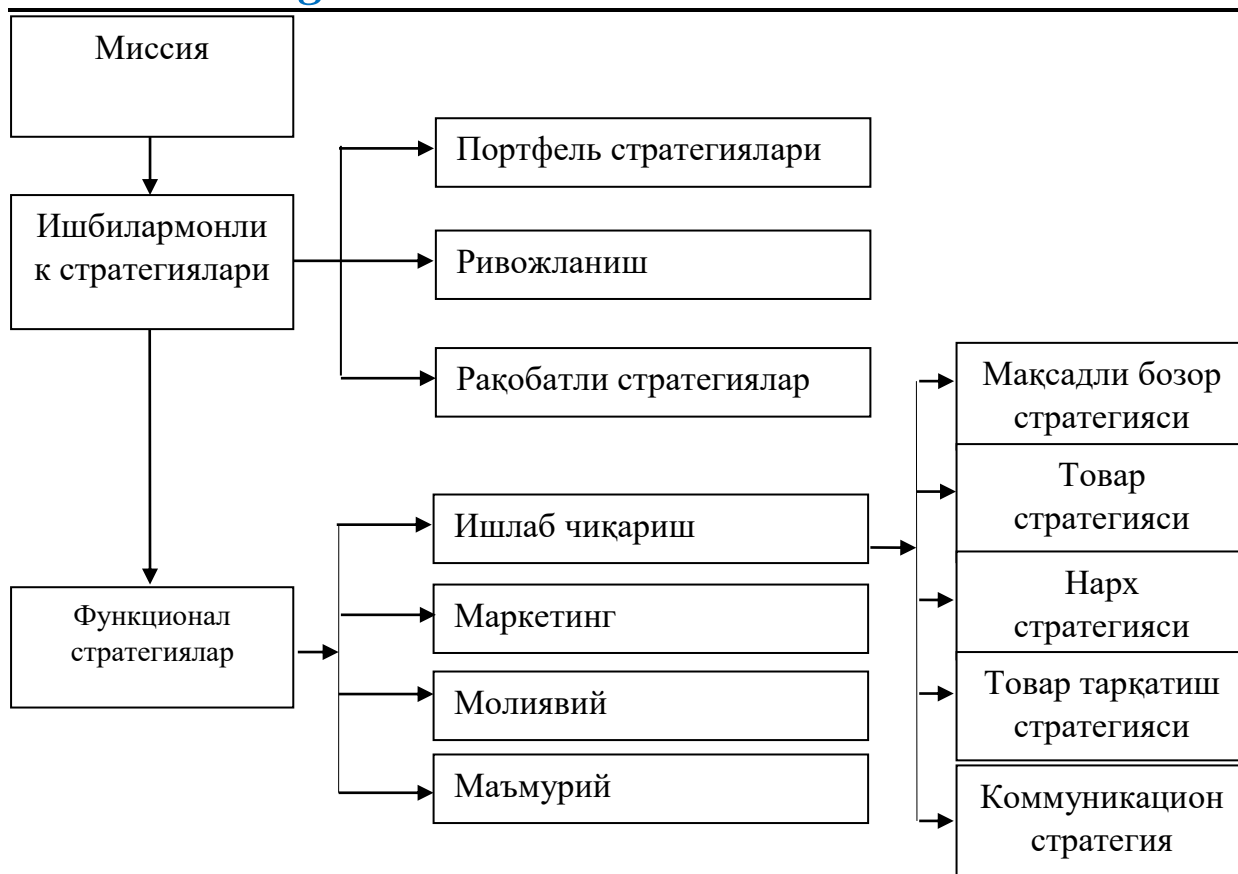 Миссия
Портфель стратегиялари
Ишбилармонли
к стратегиялари
Ривожланиш
Рақобатли стратегиялар
Мақсадли бозор
стратегияси
Товар
стратегияси
Ишлаб чиқариш
Нарх
стратегияси
Функционал
стратегиялар
Маркетинг
Молиявий
Товар тарқатиш
стратегияси
Маъмурий
Коммуникацион
стратегия